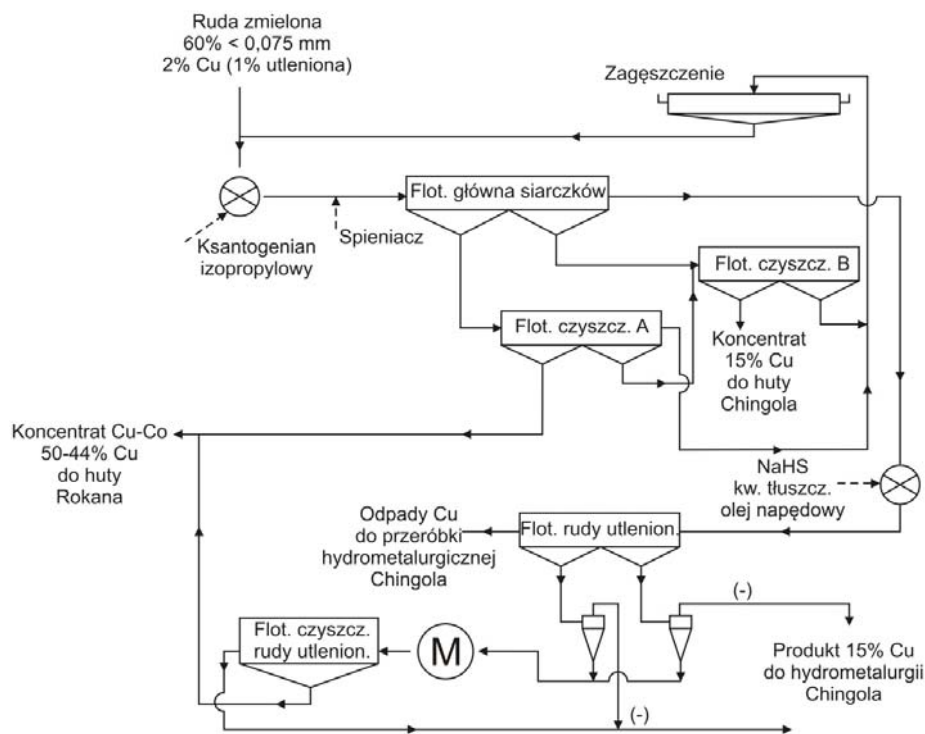 Ruda zmielona
60% < 0,075 mm
2% Cu (1% utleniona)
Zagęszczenie
Flot. główna siarczków
Ksantogenian
izopropylowy
Spieniacz
Flot. czyszcz. B
Flot. czyszcz. A
Koncentrat
15% Cu
do huty
Chingola
Koncentrat Cu-Co
50-44% Cu
do huty
Rokana
NaHS
kw. tłuszcz.
olej napędowy
Odpady Cu
do przeróbki
hydrometalurgicznej
Chingola
Flot. rudy utlenion.
(-)
Flot. czyszcz.
rudy utlenion.
M
Produkt 15% Cu
do hydrometalurgii
Chingola
(-)